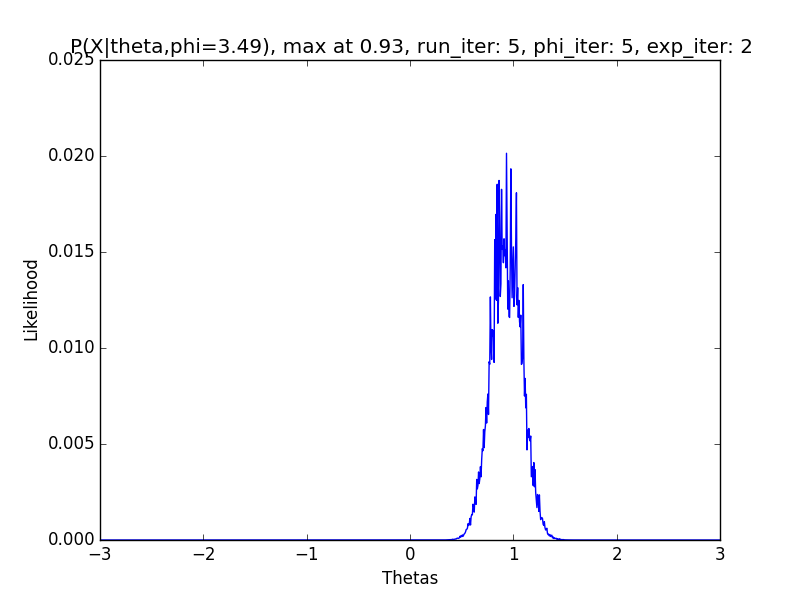 P(X|theta,phi=3.49), max at 0.93, run_iter: 5, phi_iter: 5, exp_iter: 2
0.025
0.020
0.015
0.010
0.005
0.000
Likelihood
−3 −2 −1 0 1 2 3
Thetas